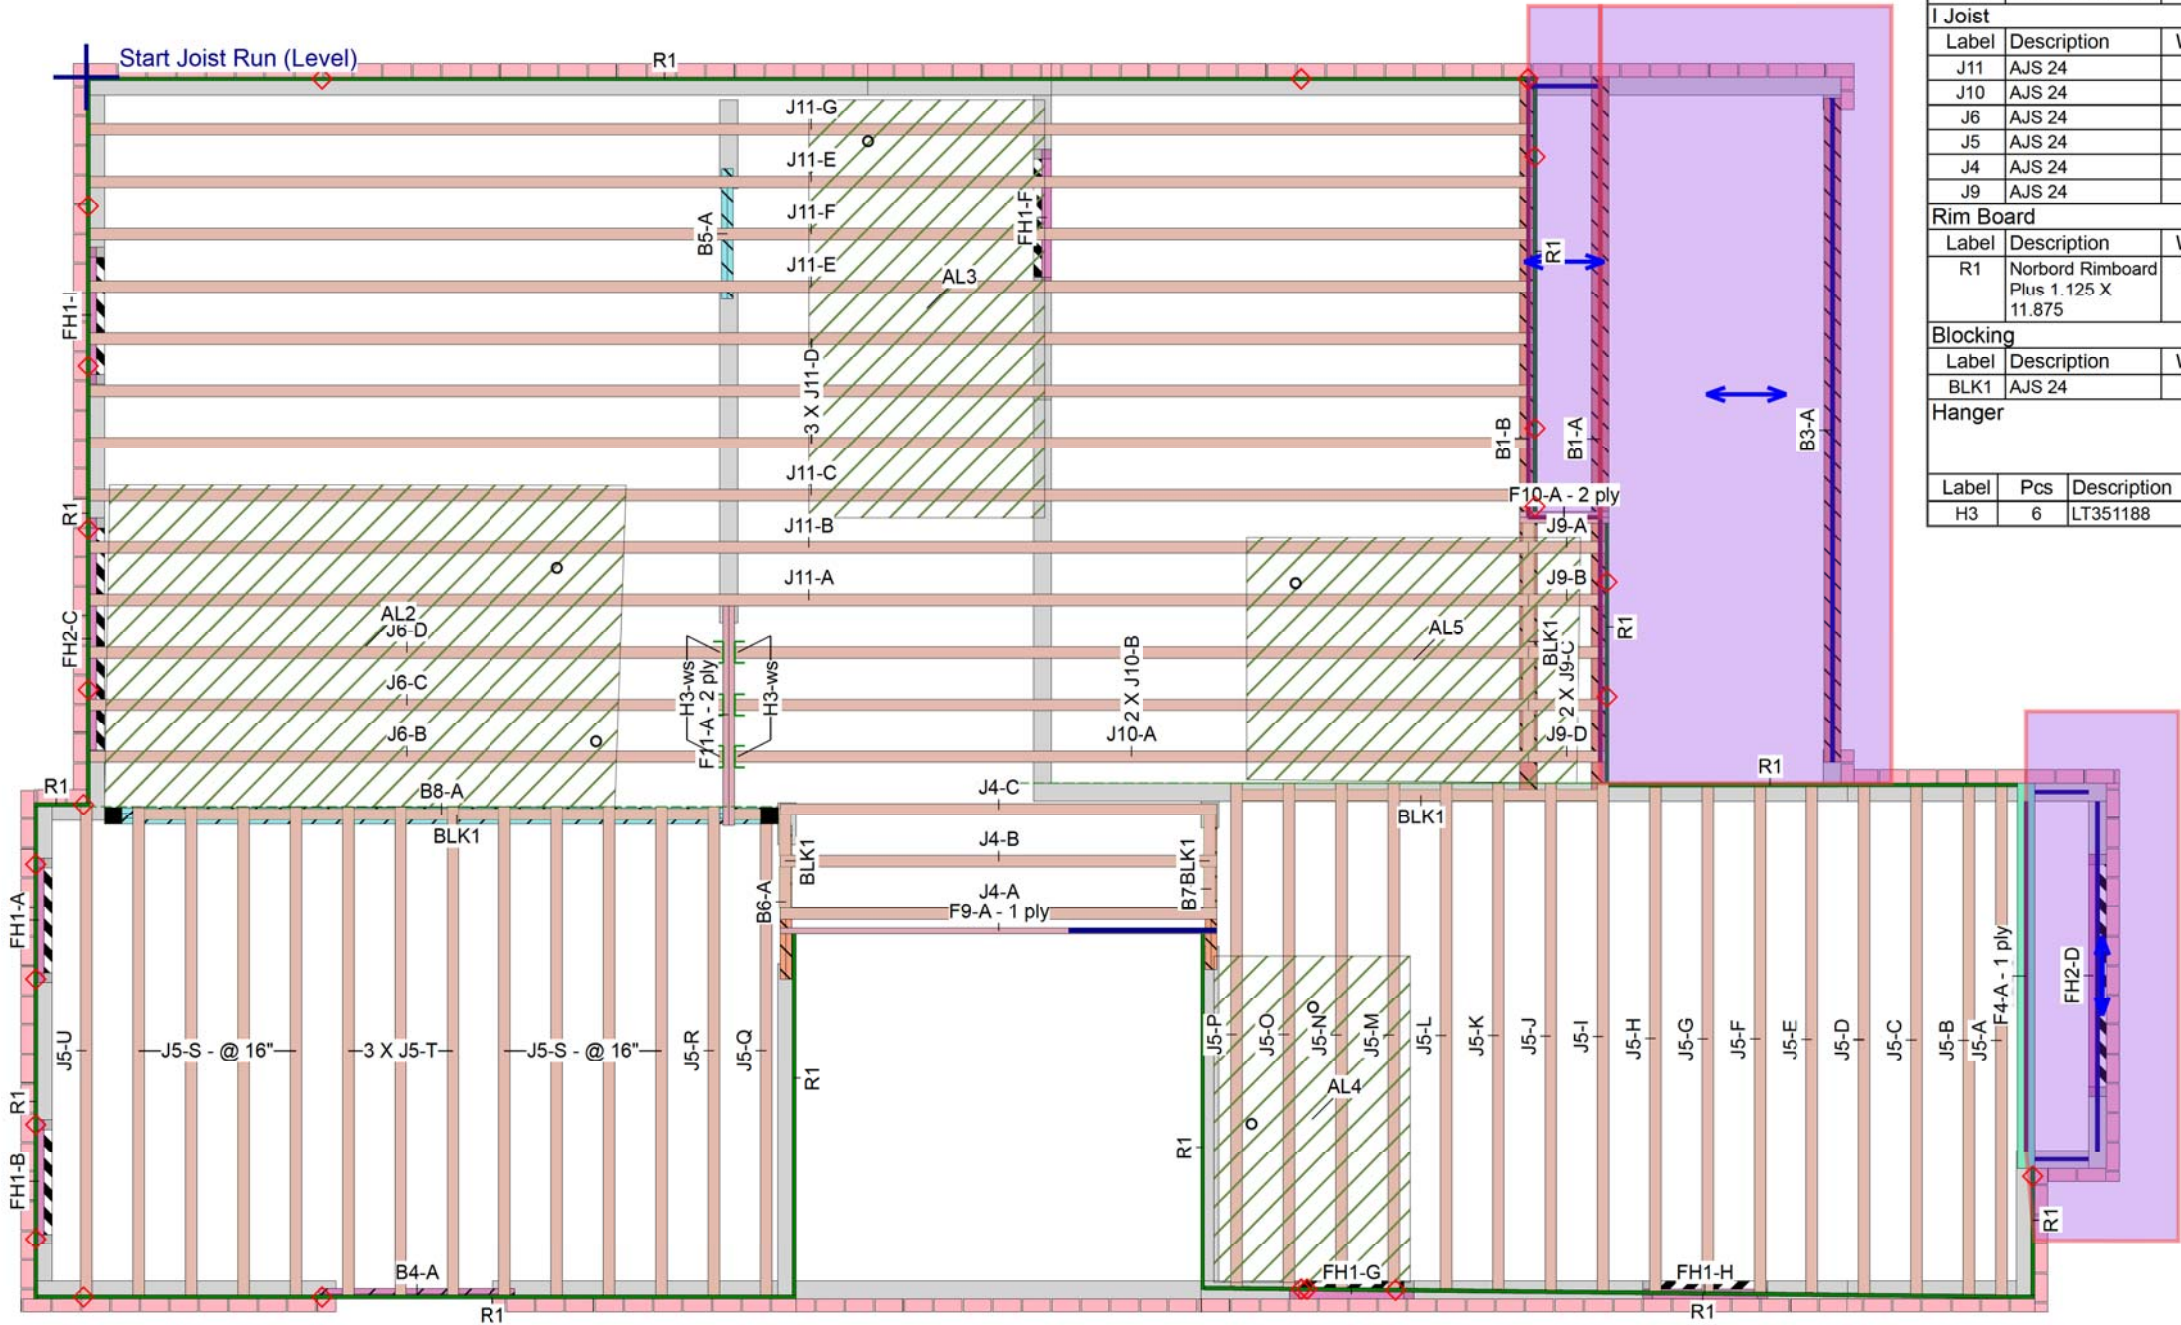 Start Joist Run (Level)
R1
I Joist
Label Description
J11 AJS 24
J10 AJS 24
J6 AJS 24
J5 AJS 24
J4 AJS 24
J9 AJS 24
Rim Board
Label Description
R1 Norbord Rimboard
Plus 1.125 X
11.875
Blocking
Label Description
BLK1 AJS 24
Hanger
Label Pcs Description
H3 6 LT351188
J11-G
J11-E
J11-F
J11-E
B5-A
FH1-F
AL3
R1
FH1-I
3 X J11-D
B1-B
B1-A
B3-A
J11-C
F10-A - 2 ply
R1
J11-B
J9-A
J11-A
J9-B
AL2
J6-D
AL5
BLK1
2 X J9-C
R1
FH2-C
J6-C
H3-ws
F11-A - 2 ply
H3-ws
2 X J10-B
J6-B
J10-A
J9-D
R1
R1
B8-A
J4-C
BLK1
BLK1
J4-B
BLK1
B7
BLK1
FH1-A
B6-A
J4-A
F9-A - 1 ply
F4-A - 1 ply
FH2-D
J5-U
J5-S - @ 16"
3 X J5-T
J5-S - @ 16"
J5-R
J5-Q
R1
J5-P
J5-O
J5-N
J5-M
J5-L
J5-K
J5-J
J5-I
J5-H
J5-G
J5-F
J5-E
J5-D
J5-C
J5-B
J5-A
R1
AL4
R1
FH1-B
R1
B4-A
R1
FH1-G
FH1-H
R1